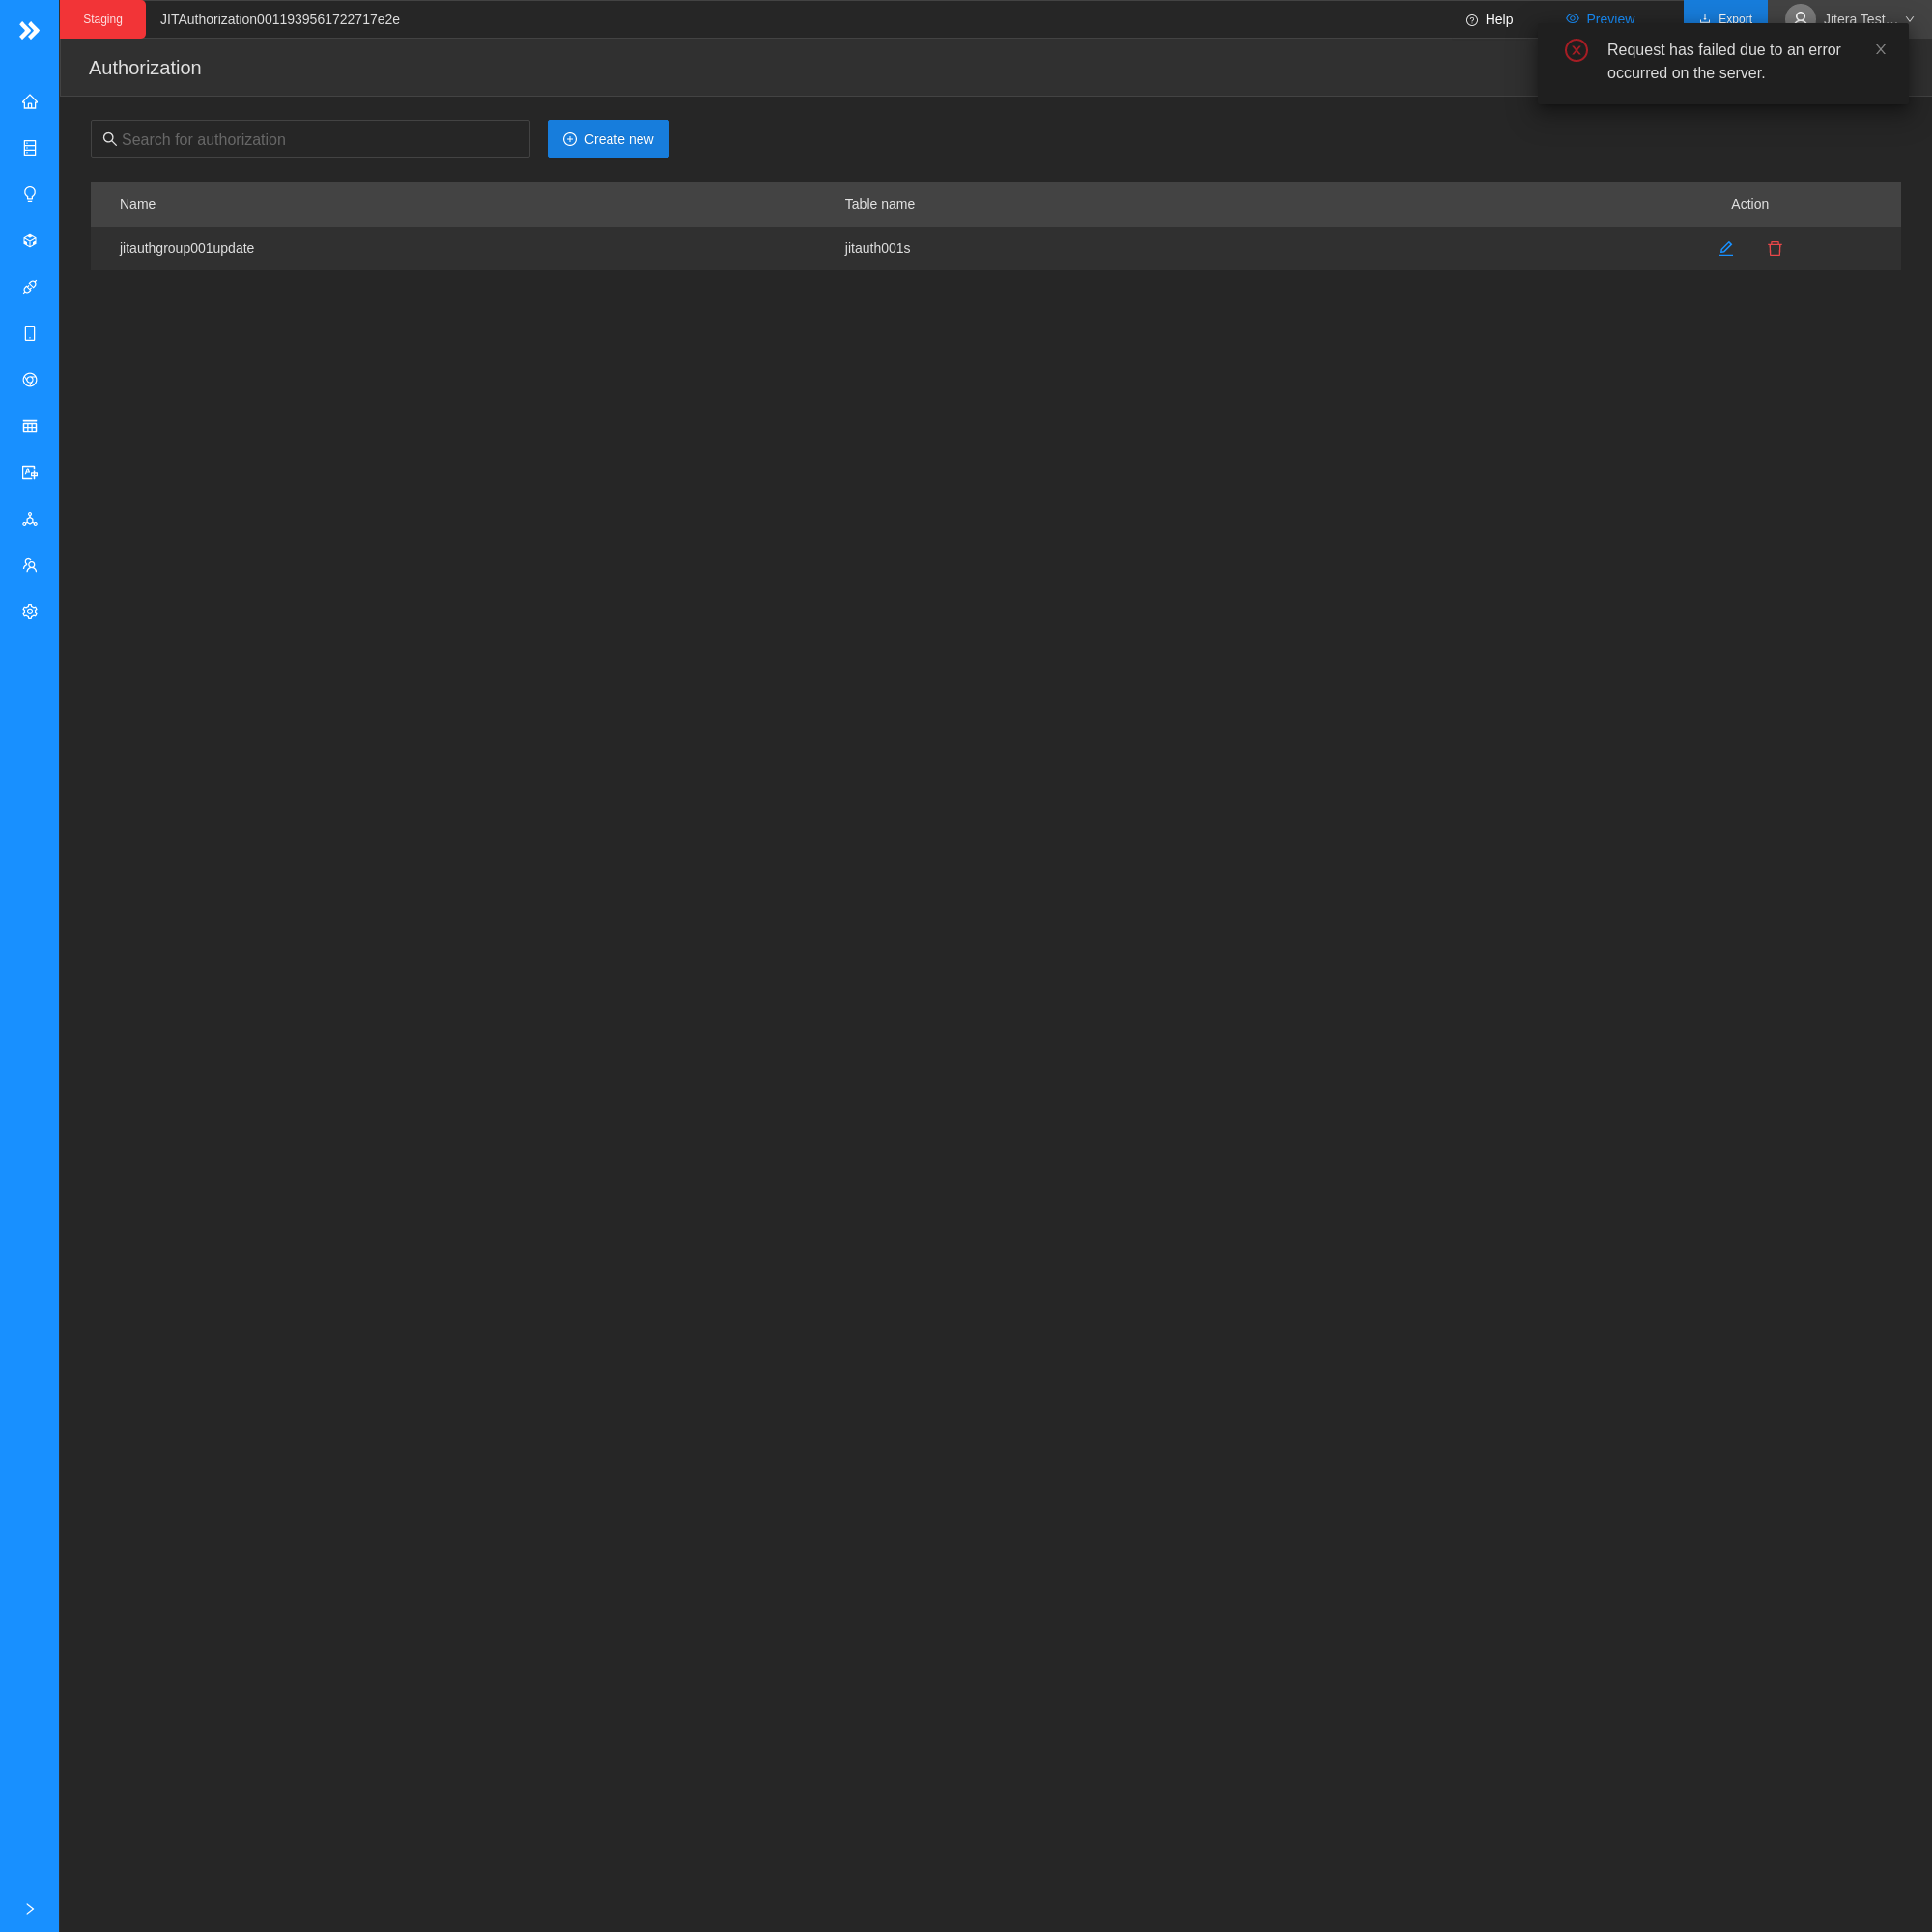 Staging
JITAuthorization0011939561722717e2e
Help
Preview
Export
Jitera Test...
Request has failed due to an error
occurred on the server.
Authorization
Search for authorization
Create new
Name
Table name
Action
jitauthgroup001update
jitauth001s